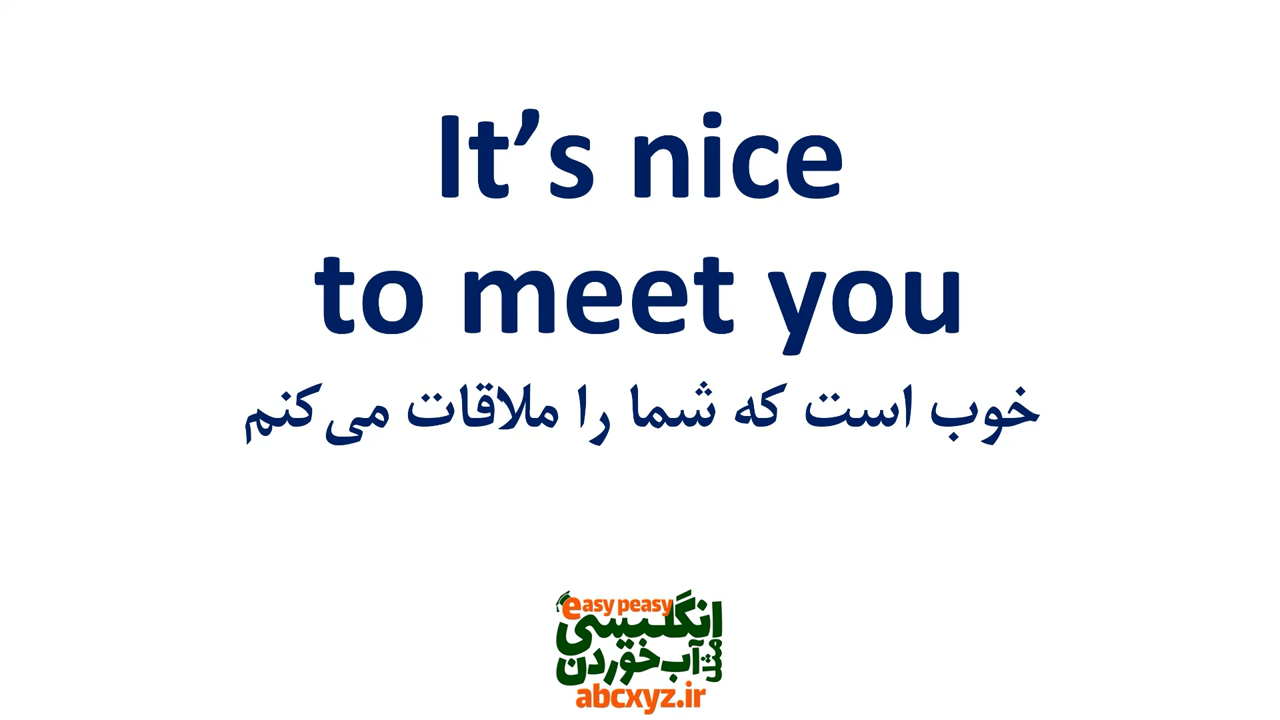 It’s nice
to meet you
خوب است که شما را ملاقات می‌کنم
easy peasy
انگلیسی
مثل آب خوردن
abcxyz.ir